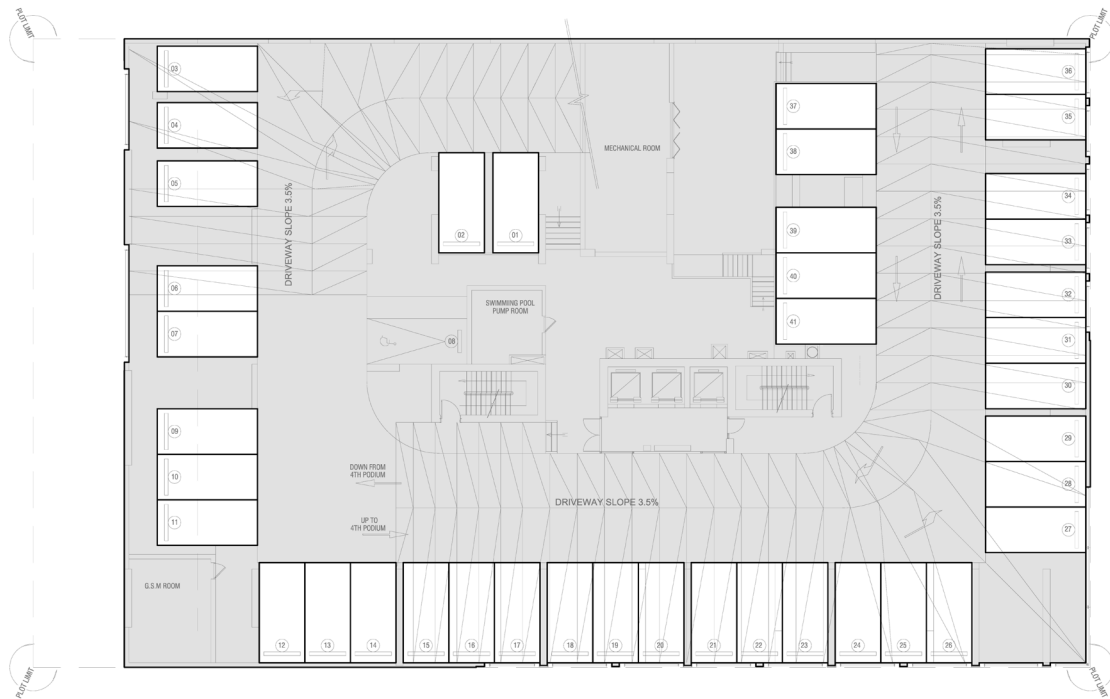 PLOT LIMIT
PLOT LIMIT
03
36
04
37
35
MECHANICAL ROOM
38
05
34
DRIVEWAY SLOPE 3.5%
DRIVEWAY SLOPE 3.5%
02
01
39
33
06
40
32
SWIMMING POOL
PUMP ROOM
41
07
08
31
30
09
29
DOWN FROM
4TH PODIUM
10
28
DRIVEWAY SLOPE 3.5%
11
UP TO
4TH PODIUM
27
G.S.M ROOM
12
13
14
15
16
17
18
19
20
21
22
23
24
25
26
PLOT LIMIT
PLOT LIMIT